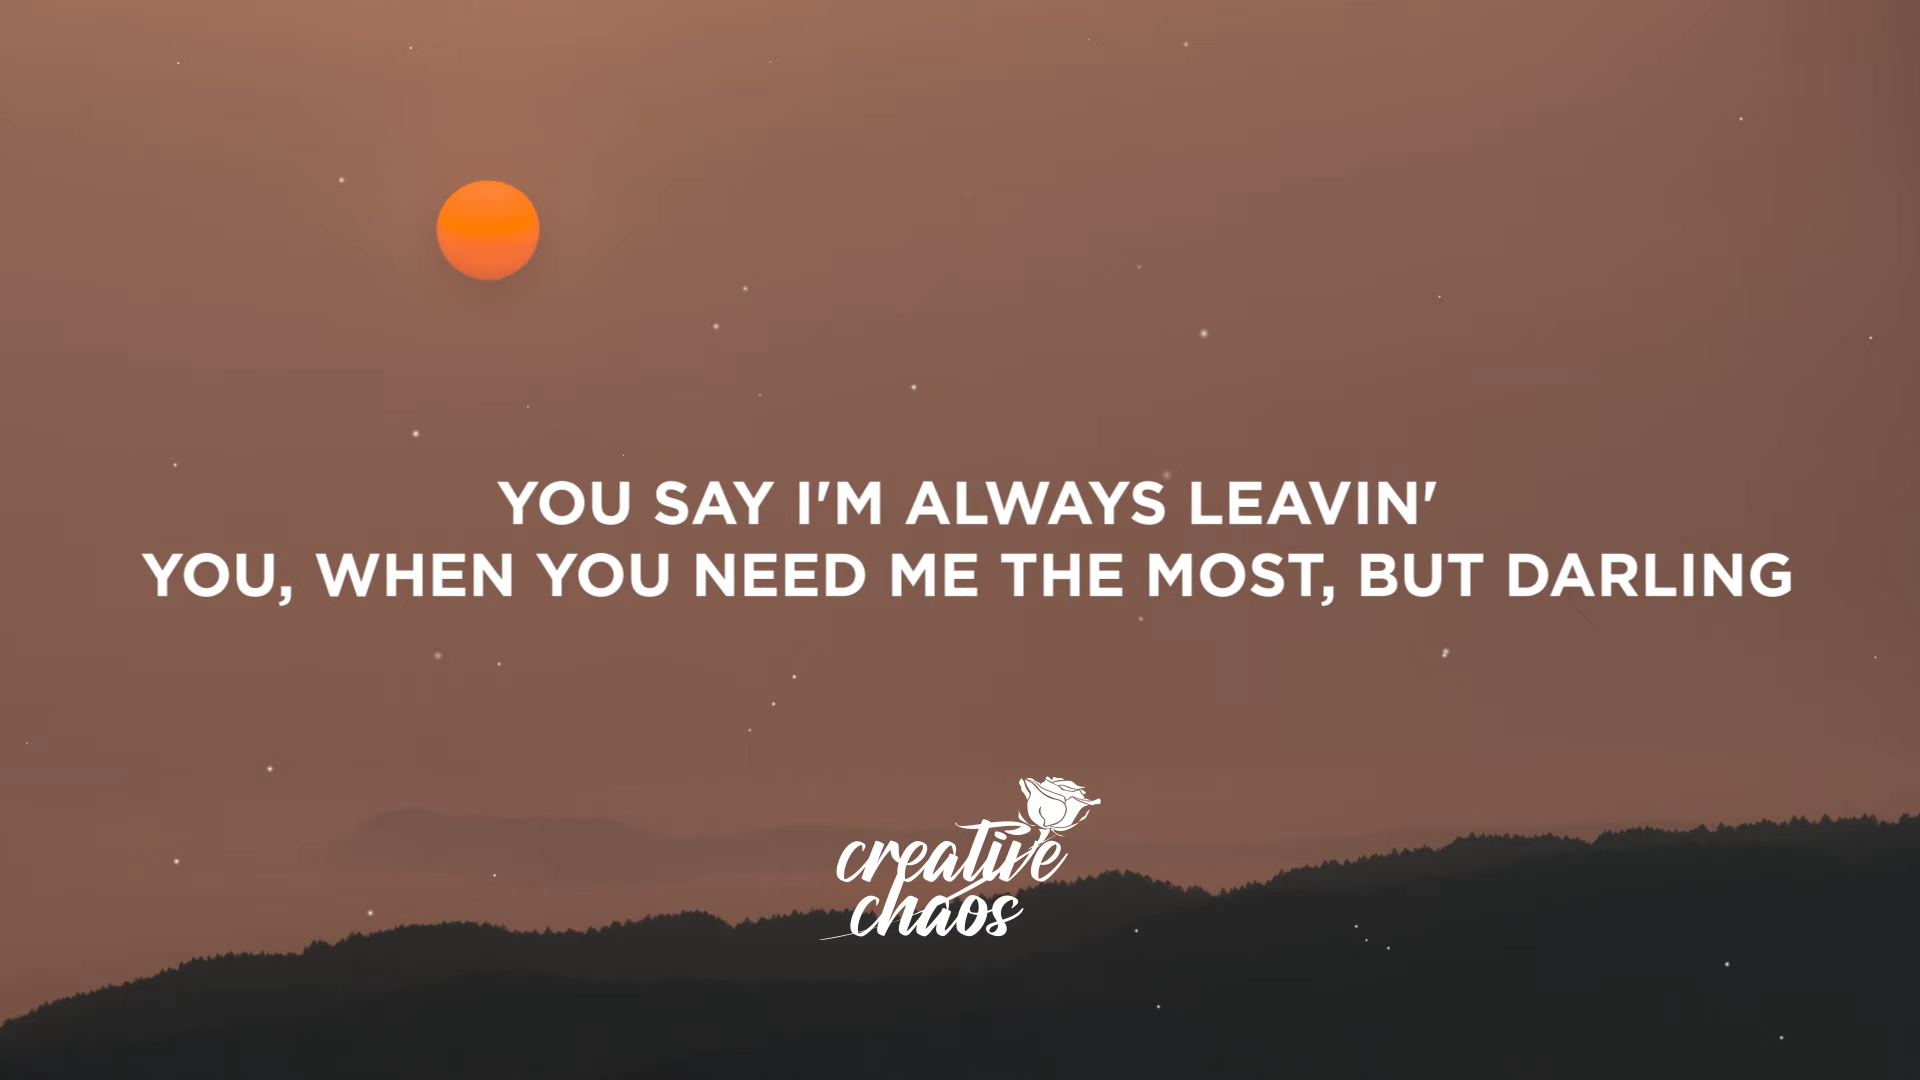 YOU SAY I'M ALWAYS LEAVIN'
YOU, WHEN YOU NEED ME THE MOST, BUT DARLING
creative
chaos